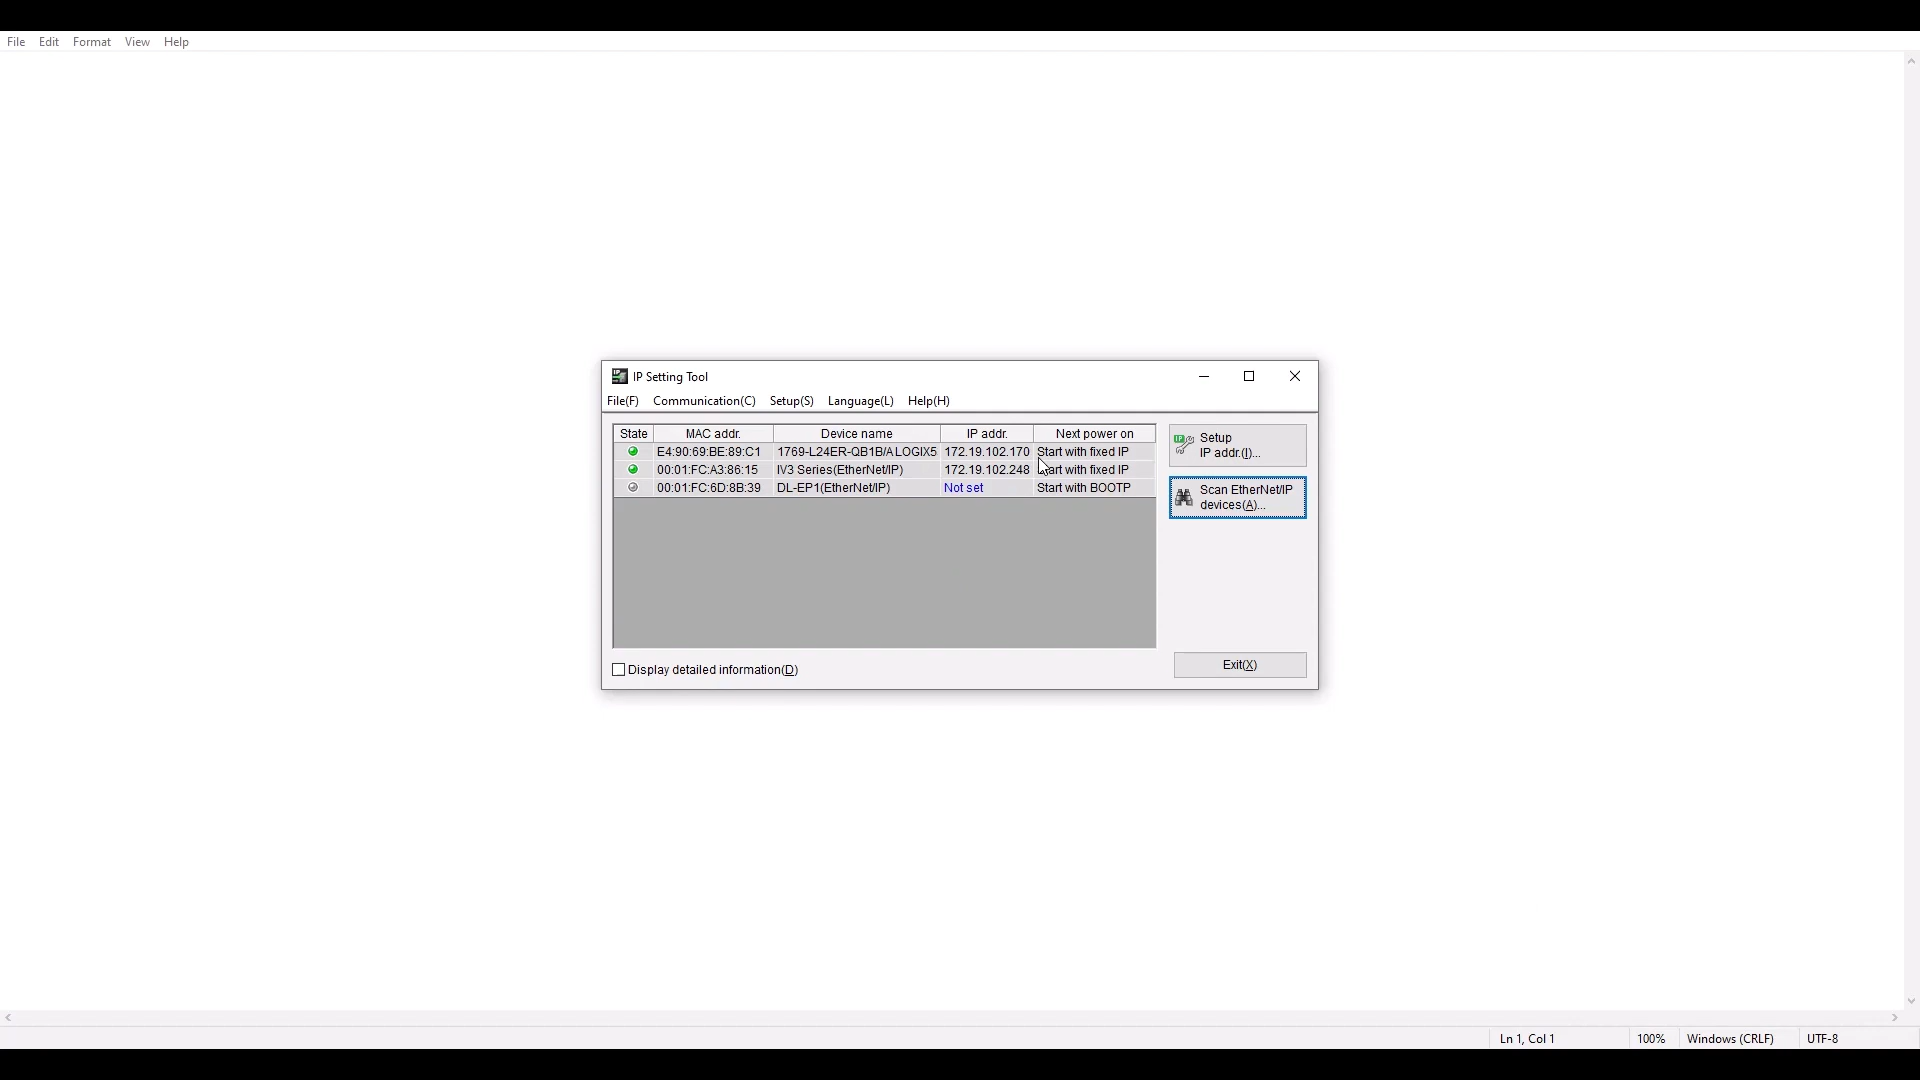 File Edit Format View Help
IP Setting Tool
File(F) Communication(C) Setup(S) Language(L) Help(H)
State MAC addr. Device name IP addr. Next power on
E4:90:69:BE:89:C1 1769-L24ER-QB1B/A LOGIX5 172.19.102.170 Start with fixed IP
00:01:FC:A3:86:15 IV3 Series(EtherNet/IP) 172.19.102.248 Start with fixed IP
00:01:FC:6D:8B:39 DL-EP1(EtherNet/IP) Not set Start with BOOTP
Setup
IP addr.(I)...
Scan EtherNet/IP
devices(A)...
Display detailed information(D)
Exit(X)
Ln 1, Col 1 100% Windows (CRLF) UTF-8